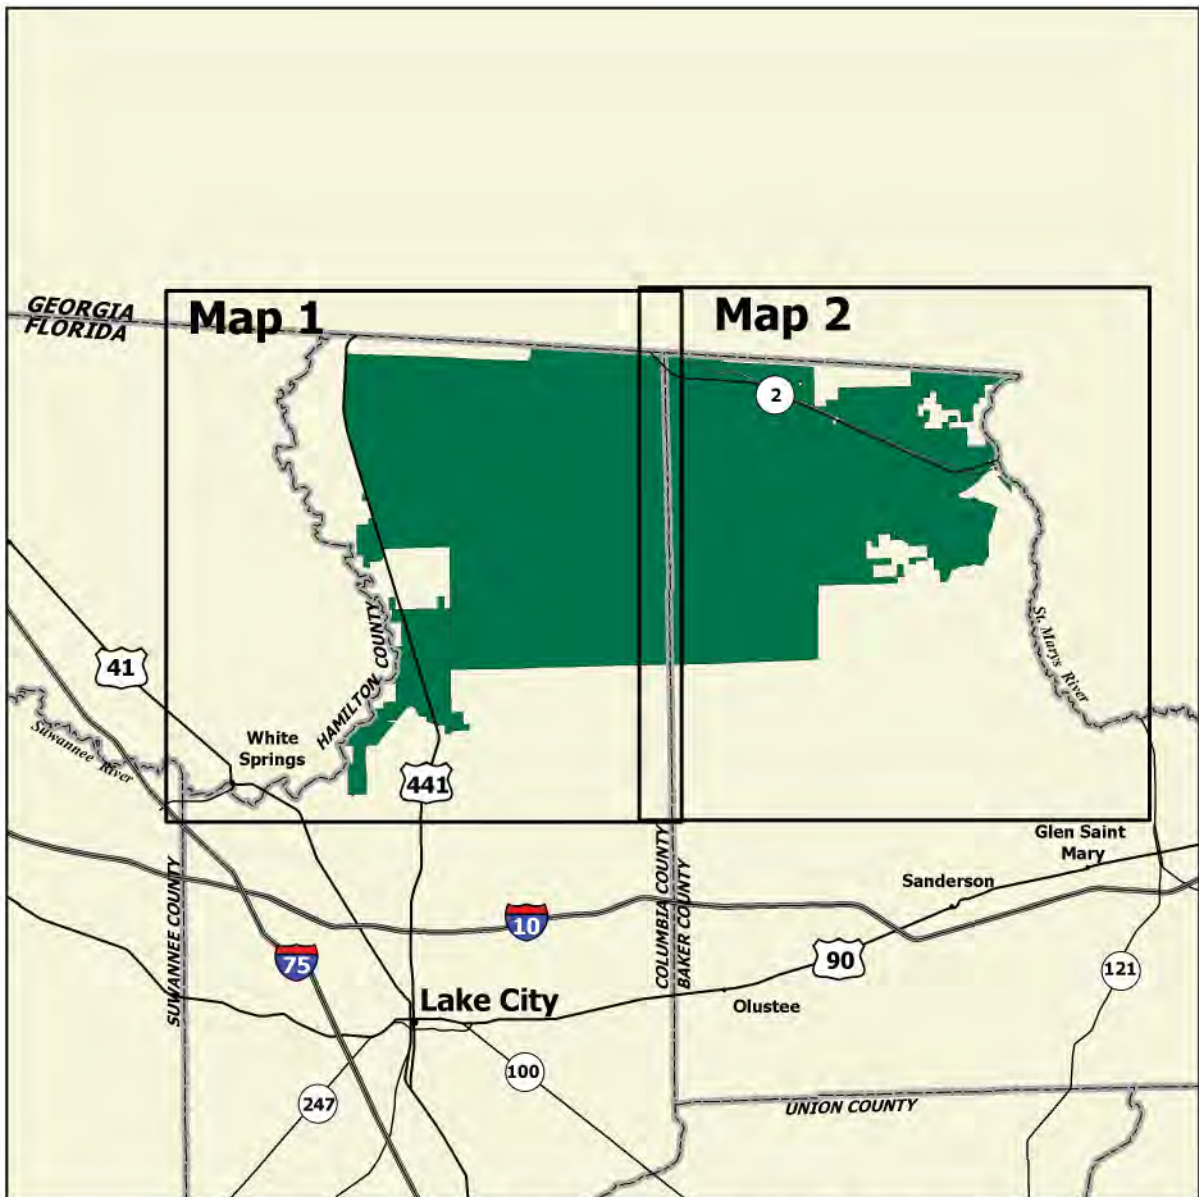 GEORGIA
FLORIDA
Map 1
Map 2
2
41
White
Springs
HAMILTON COUNTY
Suwannee River
441
St. Marys River
Glen Saint
Mary
Sanderson
SUWANNEE COUNTY
COLUMBIA COUNTY
BAKER COUNTY
10
75
90
121
Lake City
Olustee
100
247
UNION COUNTY